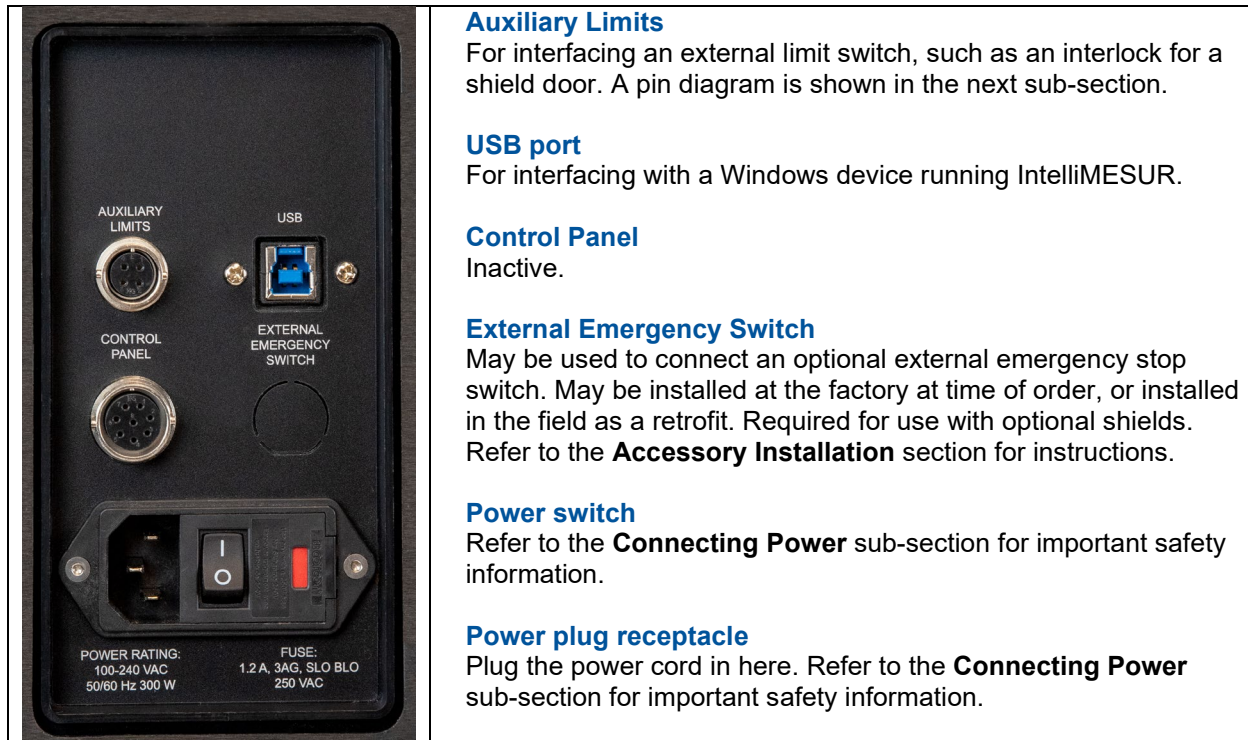 AUXILIARY
LIMITS
USB
CONTROL
PANEL
EXTERNAL
EMERGENCY
SWITCH
I
O
POWER RATING:
100-240 VAC
50/60 Hz 300 W
FUSE:
1.2 A, 3AG, SLO BLO
250 VAC
Auxiliary Limits
For interfacing an external limit switch, such as an interlock for a
shield door. A pin diagram is shown in the next sub-section.
USB port
For interfacing with a Windows device running IntelliMESUR.
Control Panel
Inactive.
External Emergency Switch
May be used to connect an optional external emergency stop
switch. May be installed at the factory at time of order, or installed
in the field as a retrofit. Required for use with optional shields.
Refer to the Accessory Installation section for instructions.
Power switch
Refer to the Connecting Power sub-section for important safety
information.
Power plug receptacle
Plug the power cord in here. Refer to the Connecting Power
sub-section for important safety information.